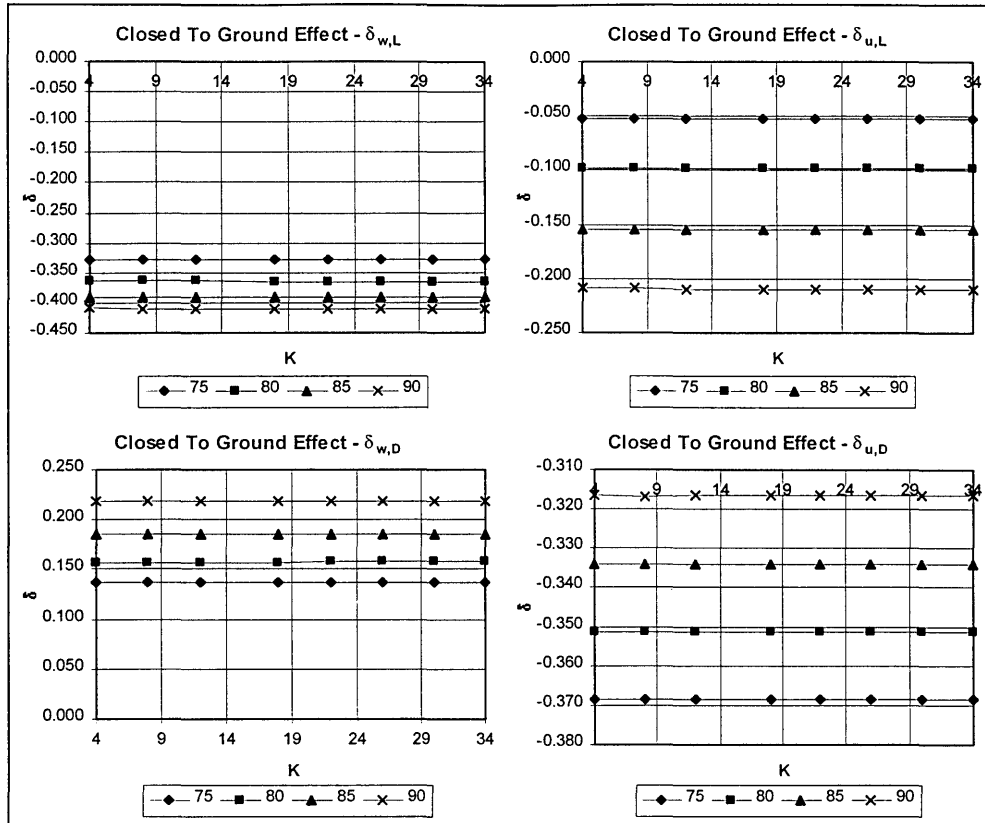 Closed To Ground Effect - δw,L
0.000
-0.050
-0.100
-0.150
-0.200
-0.250
-0.300
-0.350
-0.400
-0.450
4 9 14 19 24 29 34
δ
K
75 80 85 90
Closed To Ground Effect - δu,L
0.000
-0.050
-0.100
-0.150
-0.200
-0.250
4 9 14 19 24 29 34
δ
K
75 80 85 90
Closed To Ground Effect - δw,D
0.250
0.200
0.150
0.100
0.050
0.000
4 9 14 19 24 29 34
δ
K
75 80 85 90
Closed To Ground Effect - δu,D
-0.310
-0.320
-0.330
-0.340
-0.350
-0.360
-0.370
-0.380
9 14 19 24 29 34
δ
K
75 80 85 90